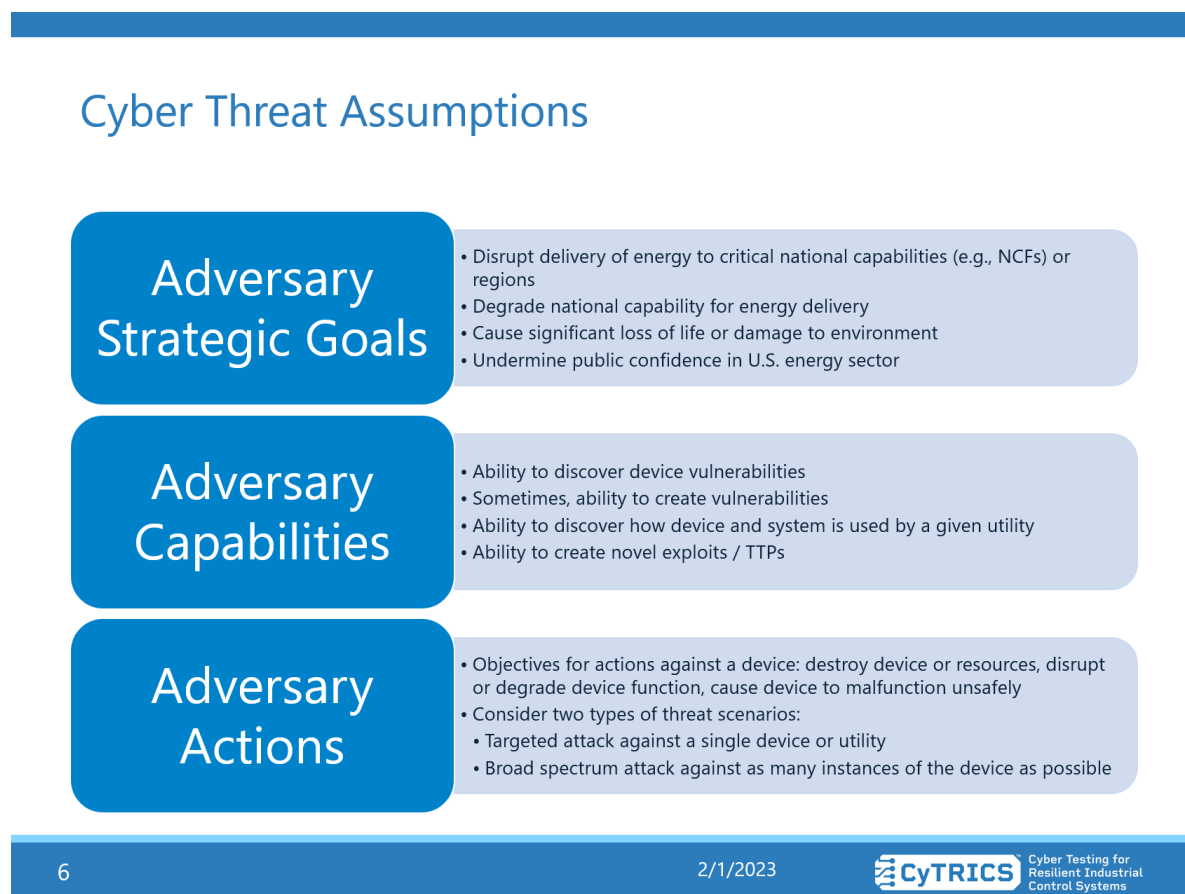 Cyber Threat Assumptions
Adversary
Strategic Goals
• Disrupt delivery of energy to critical national capabilities (e.g., NCFs) or
regions
• Degrade national capability for energy delivery
• Cause significant loss of life or damage to environment
• Undermine public confidence in U.S. energy sector
Adversary
Capabilities
• Ability to discover device vulnerabilities
• Sometimes, ability to create vulnerabilities
• Ability to discover how device and system is used by a given utility
• Ability to create novel exploits / TTPs
Adversary
Actions
• Objectives for actions against a device: destroy device or resources, disrupt
or degrade device function, cause device to malfunction unsafely
• Consider two types of threat scenarios:
• Targeted attack against a single device or utility
• Broad spectrum attack against as many instances of the device as possible
6
2/1/2023
CyTRICS™
Cyber Testing for
Resilient Industrial
Control Systems